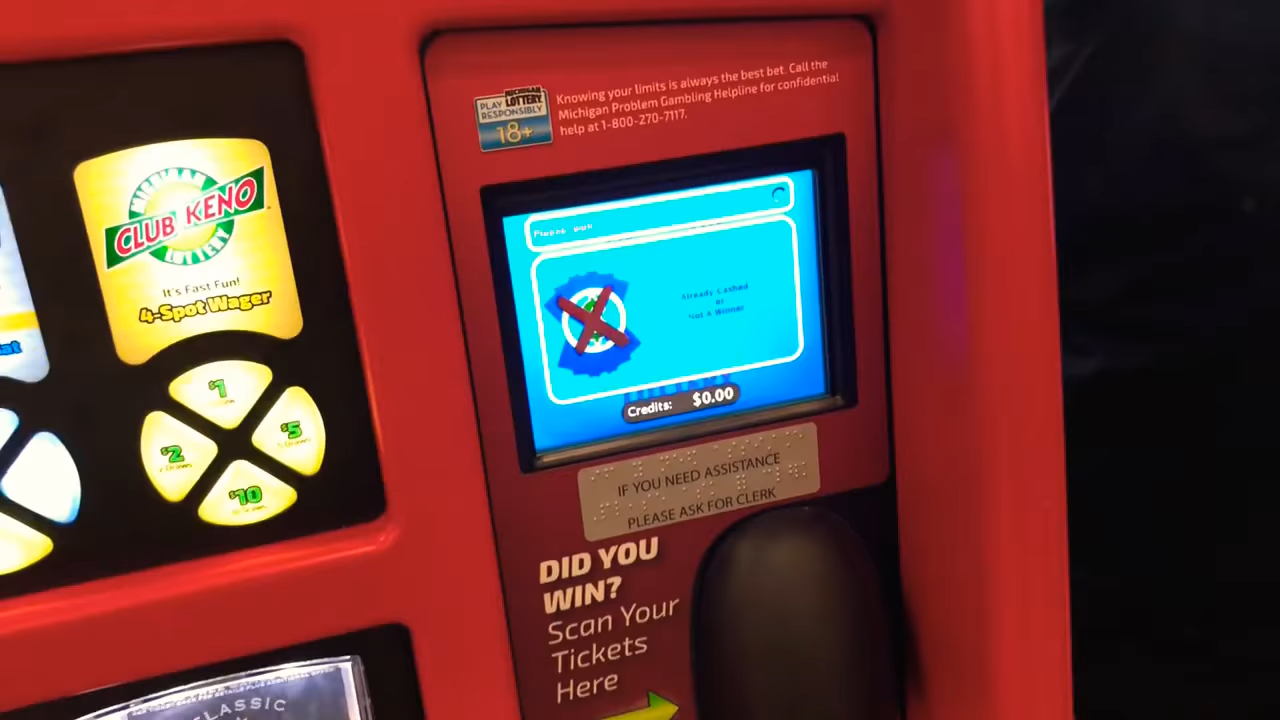 MICHIGAN
LOTTERY
PLAY
RESPONSIBLY
18+
Knowing your limits is always the best bet. Call the
Michigan Problem Gambling Helpline for confidential
help at 1-800-270-7117.
MICHIGAN
CLUB KENO
LOTTERY
It's Fast Fun!
4-Spot Wager
$1
$2
$5
$10
Please wait
Already Cashed
or
Not A Winner
Credits: $0.00
IF YOU NEED ASSISTANCE
PLEASE ASK FOR CLERK
DID YOU
WIN?
Scan Your
Tickets
Here
CLASSIC